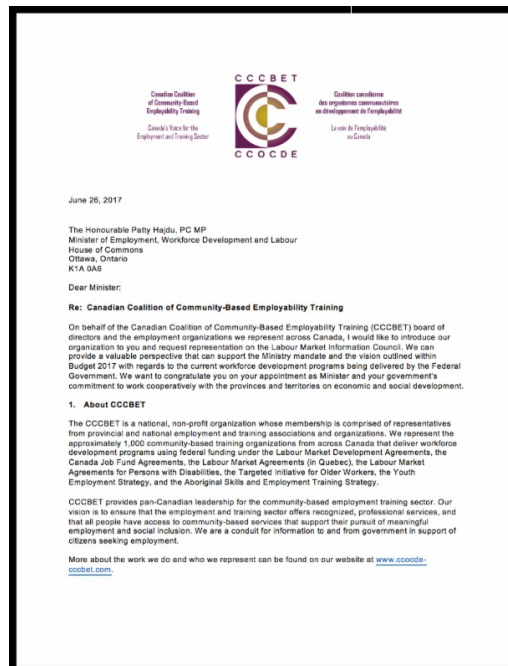 CCCBET
Canadian Coalition
of Community-Based
Employability Training
Canada's Voice for the
Employment and Training Sector
Coalition canadienne
des organismes communautaires
en développement de l'employabilité
La voix de l'employabilité
au Canada
CCOCDE
June 26, 2017
The Honourable Patty Hajdu, PC MP
Minister of Employment, Workforce Development and Labour
House of Commons
Ottawa, Ontario
K1A 0A6
Dear Minister:
Re: Canadian Coalition of Community-Based Employability Training
On behalf of the Canadian Coalition of Community-Based Employability Training (CCCBET) board of
directors and the employment organizations we represent across Canada, I would like to introduce our
organization to you and request representation on the Labour Market Information Council. We can
provide a valuable perspective that can support the Ministry mandate and the vision outlined within
Budget 2017 with regards to the current workforce development programs being delivered by the Federal
Government. We want to congratulate you on your appointment as Minister and your government's
commitment to work cooperatively with the provinces and territories on economic and social development.
1. About CCCBET
The CCCBET is a national, non-profit organization whose membership is comprised of representatives
from provincial and national employment and training associations and organizations. We represent the
approximately 1,000 community-based training organizations from across Canada that deliver workforce
development programs using federal funding under the Labour Market Development Agreements, the
Canada Job Fund Agreements, the Labour Market Agreements (in Quebec), the Labour Market
Agreements for Persons with Disabilities, the Targeted Initiative for Older Workers, the Youth
Employment Strategy, and the Aboriginal Skills and Employment Training Strategy.
CCCBET provides pan-Canadian leadership for the community-based employment training sector. Our
vision is to ensure that the employment and training sector offers recognized, professional services, and
that all people have access to community-based services that support their pursuit of meaningful
employment and social inclusion. We are a conduit for information to and from government in support of
citizens seeking employment.
More about the work we do and who we represent can be found on our website at www.ccocde-
cccbet.com.